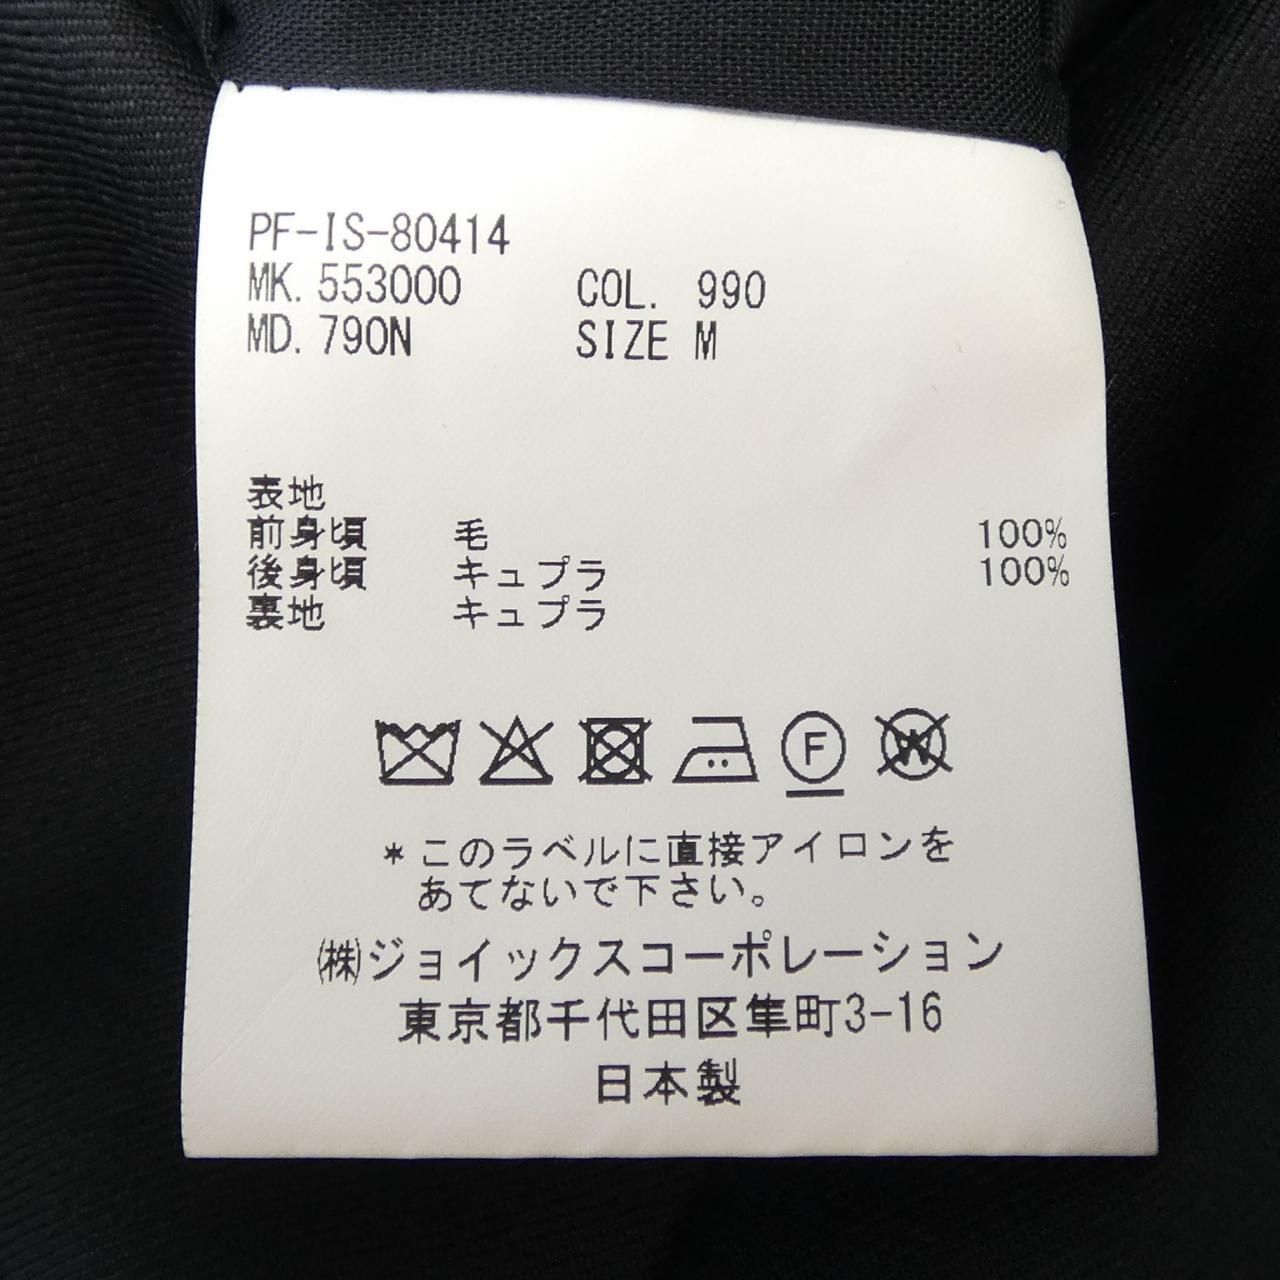 PF-IS-80414
MK. 553000 COL. 990
MD. 790N SIZE M
表地
前身頃 毛 100%
後身頃 キュプラ 100%
裏地 キュプラ
F
W
*このラベルに直接アイロンを
あてないで下さい。
㈱ジョイックスコーポレーション
東京都千代田区隼町3-16
日本製